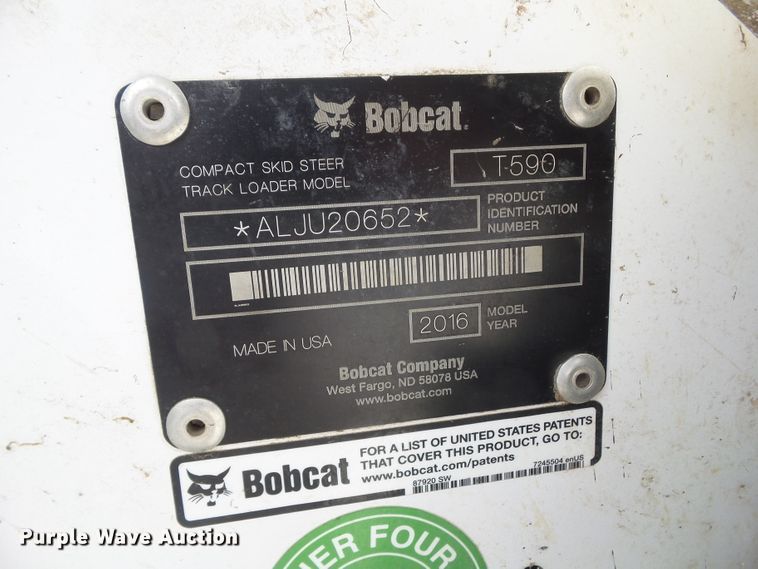 Bobcat.
COMPACT SKID STEER
TRACK LOADER MODEL
T590
*ALJU20652*
PRODUCT
IDENTIFICATION
NUMBER
2016
MODEL
YEAR
MADE IN USA
Bobcat Company
West Fargo, ND 58078 USA
www.bobcat.com
Bobcat
FOR A LIST OF UNITED STATES PATENTS
THAT COVER THIS PRODUCT, GO TO:
www.bobcat.com/patents
87920 SW
7245504 enUS
FOUR
Purple Wave Auction